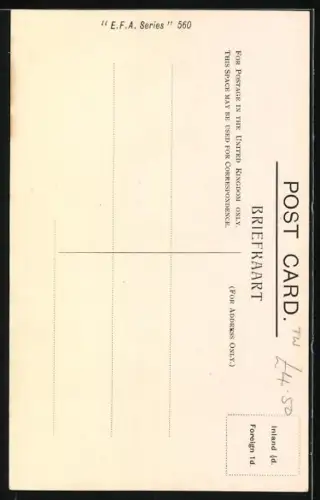 "E.F.A. Series" 560
POST CARD.
BRIEFKAART
FOR POSTAGE IN THE UNITED KINGDOM ONLY.
THIS SPACE MAY BE USED FOR CORRESPONDENCE.
(FOR ADDRESS ONLY.)
Inland ½d.
Foreign 1d.
TW
£4.50